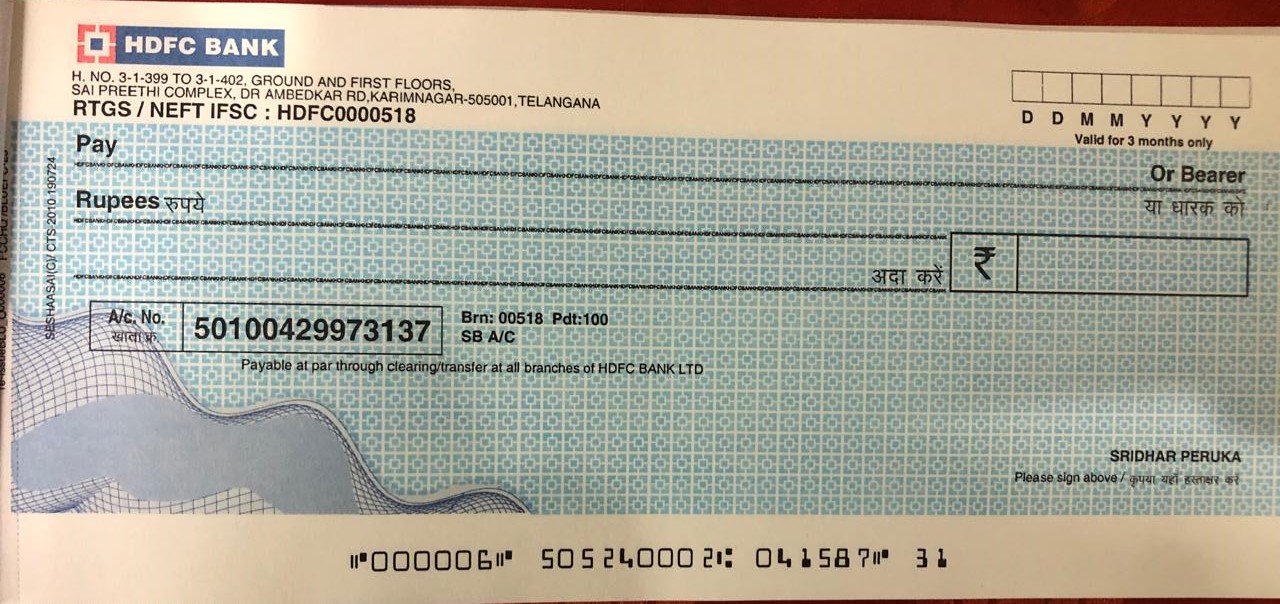 HDFC BANK
H. NO. 3-1-399 TO 3-1-402, GROUND AND FIRST FLOORS,
SAI PREETHI COMPLEX, DR AMBEDKAR RD,KARIMNAGAR-505001,TELANGANA
RTGS / NEFT IFSC : HDFC0000518
D D M M Y Y Y Y
Valid for 3 months only
Pay
Or Bearer
या धारक को
Rupees रुपये
अदा करें
₹
A/c. No.
खाता क्र.
50100429973137
Brn: 00518 Pdt:100
SB A/C
Payable at par through clearing/transfer at all branches of HDFC BANK LTD
SESHAASAI(G)/ CTS-2010 190724
SRIDHAR PERUKA
Please sign above / कृपया यहाँ हस्ताक्षर करें
⑈000006⑈ 505240002⑆ 041587⑈ 31